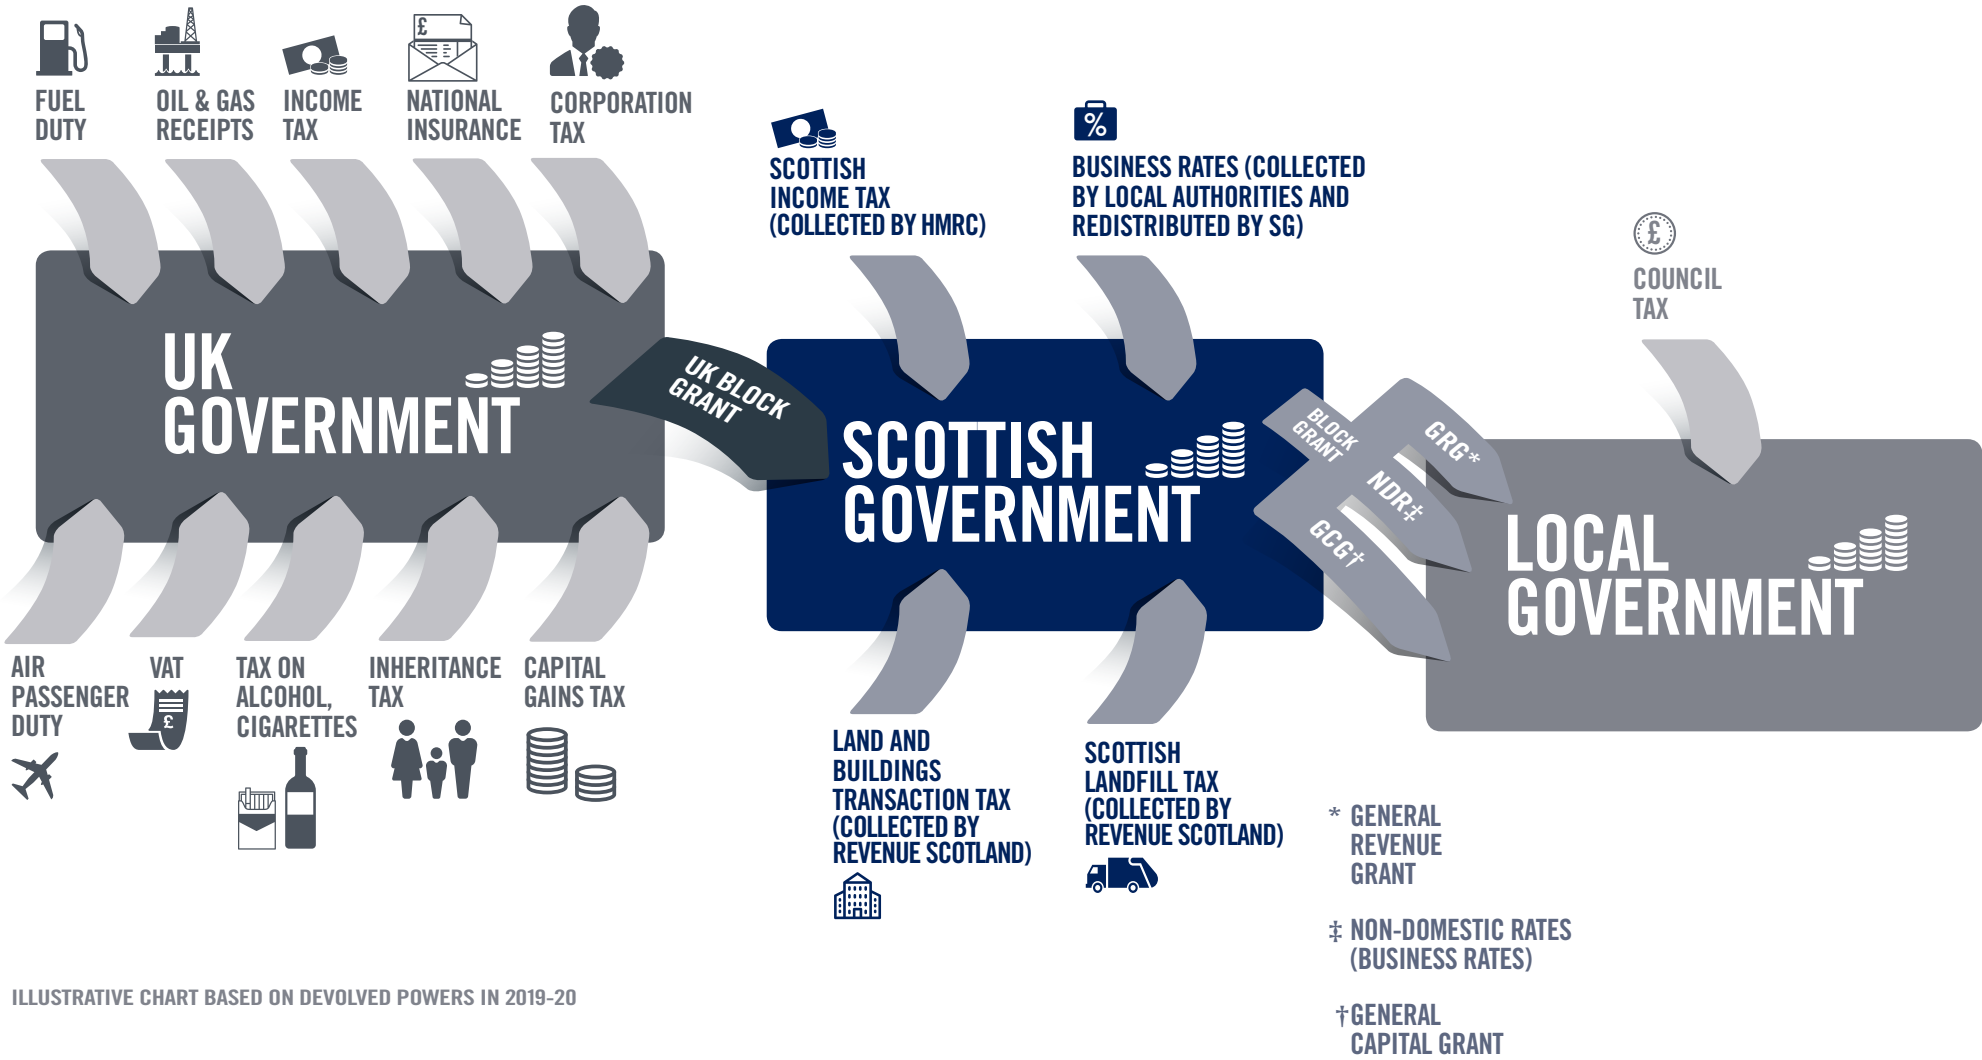 FUEL
DUTY
OIL & GAS
RECEIPTS
INCOME
TAX
£
NATIONAL
INSURANCE
CORPORATION
TAX
SCOTTISH
INCOME TAX
(COLLECTED BY HMRC)
%
BUSINESS RATES (COLLECTED
BY LOCAL AUTHORITIES AND
REDISTRIBUTED BY SG)
£
COUNCIL
TAX
UK
GOVERNMENT
UK BLOCK
GRANT
SCOTTISH
GOVERNMENT
BLOCK
GRANT
GRG*
NDR‡
GCG†
LOCAL
GOVERNMENT
AIR
PASSENGER
DUTY
VAT
£
TAX ON
ALCOHOL,
CIGARETTES
INHERITANCE
TAX
CAPITAL
GAINS TAX
LAND AND
BUILDINGS
TRANSACTION TAX
(COLLECTED BY
REVENUE SCOTLAND)
SCOTTISH
LANDFILL TAX
(COLLECTED BY
REVENUE SCOTLAND)
* GENERAL
REVENUE
GRANT
‡ NON-DOMESTIC RATES
(BUSINESS RATES)
† GENERAL
CAPITAL GRANT
ILLUSTRATIVE CHART BASED ON DEVOLVED POWERS IN 2019-20